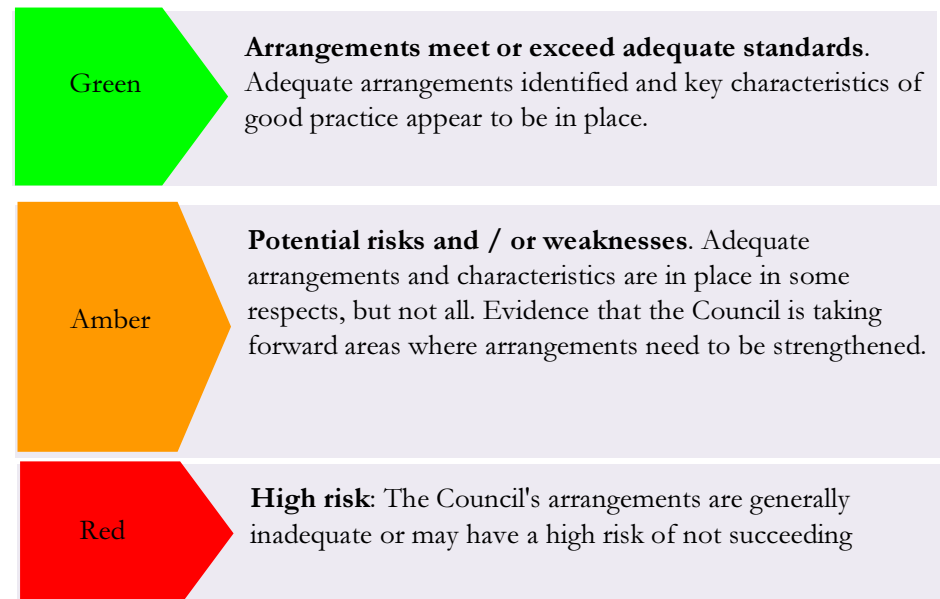 Green
Arrangements meet or exceed adequate standards.
Adequate arrangements identified and key characteristics of
good practice appear to be in place.
Amber
Potential risks and / or weaknesses. Adequate
arrangements and characteristics are in place in some
respects, but not all. Evidence that the Council is taking
forward areas where arrangements need to be strengthened.
Red
High risk: The Council's arrangements are generally
inadequate or may have a high risk of not succeeding